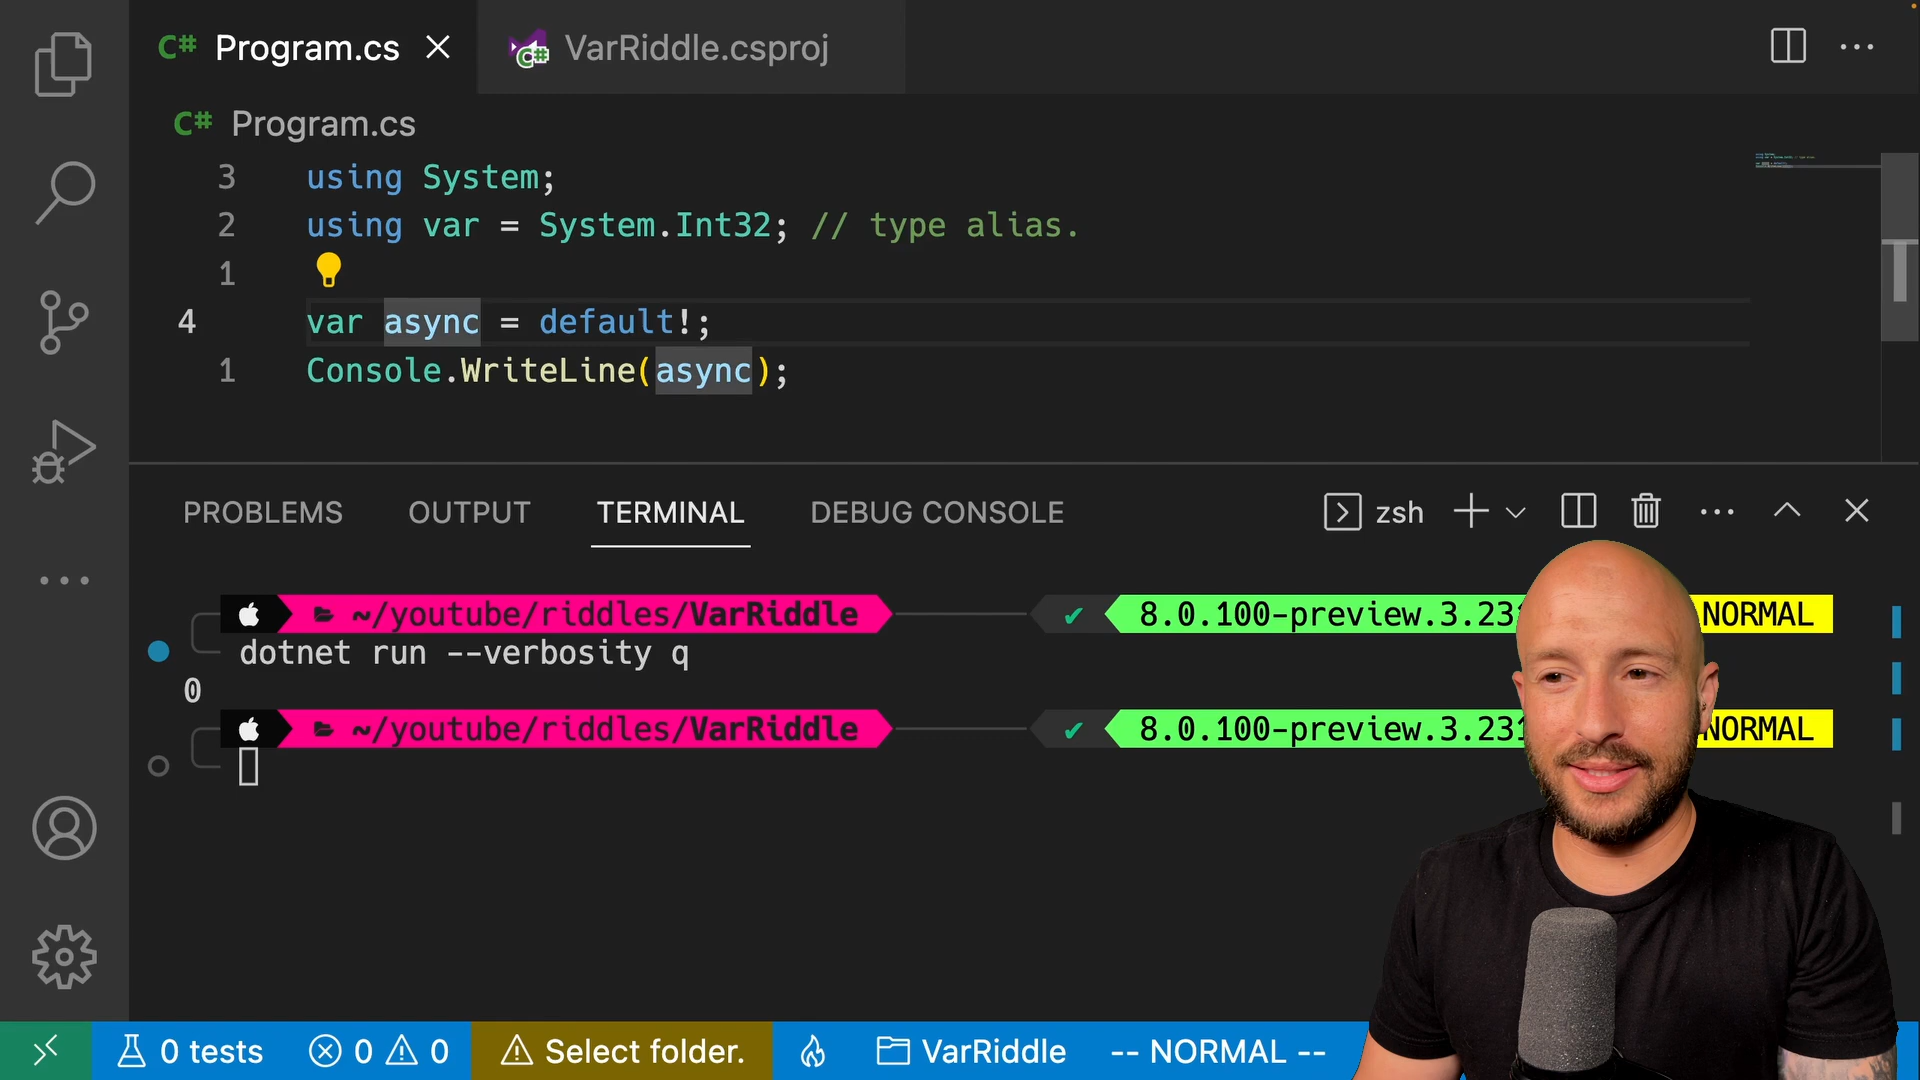 C# Program.cs VarRiddle.csproj
C# Program.cs
3 using System;
2 using var = System.Int32; // type alias.
1
4 var async = default!;
1 Console.WriteLine(async);
PROBLEMS OUTPUT TERMINAL DEBUG CONSOLE zsh
~/youtube/riddles/VarRiddle ✔ 8.0.100-preview.3.23 NORMAL
dotnet run --verbosity q
0
~/youtube/riddles/VarRiddle ✔ 8.0.100-preview.3.231 NORMAL
0 tests 0 0 Select folder. VarRiddle -- NORMAL --